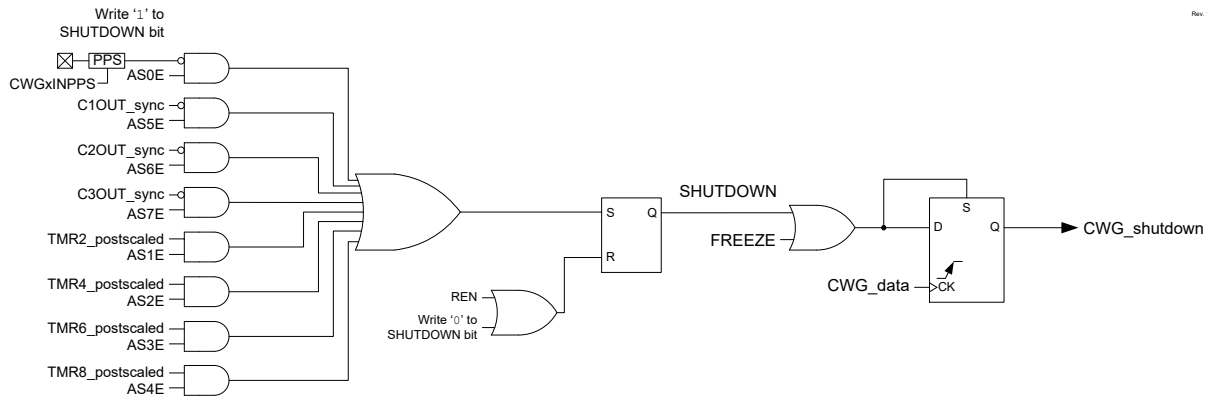 Write '1' to
SHUTDOWN bit
Rev.
PPS
CWGxINPPS
AS0E
C1OUT_sync
AS5E
C2OUT_sync
AS6E
C3OUT_sync
AS7E
TMR2_postscaled
AS1E
TMR4_postscaled
AS2E
TMR6_postscaled
AS3E
TMR8_postscaled
AS4E
REN
Write '0' to
SHUTDOWN bit
S
Q
R
SHUTDOWN
FREEZE
S
D
Q
CWG_data
CK
CWG_shutdown